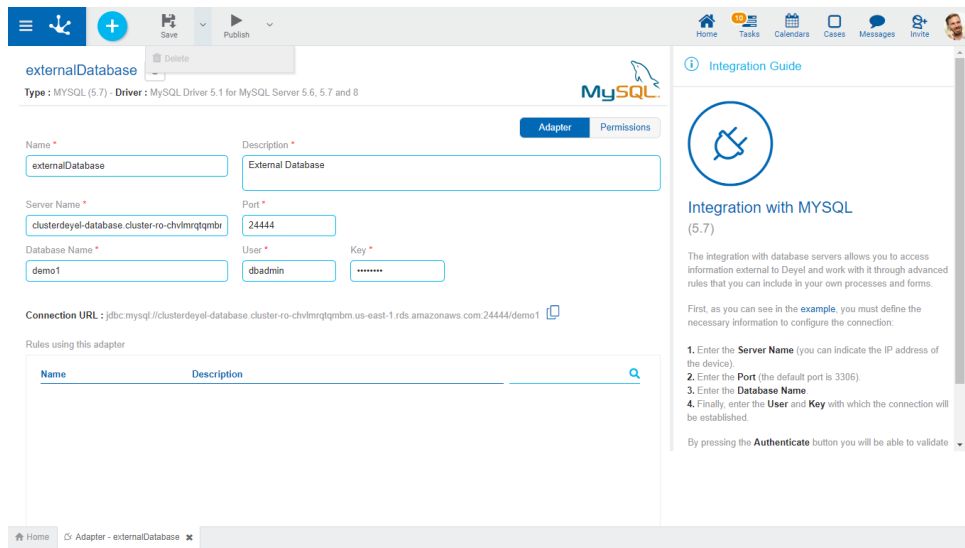 Save
Publish
Home
10
Tasks
Calendars
Cases
Messages
Invite
Delete
externalDatabase
Type : MYSQL (5.7) - Driver : MySQL Driver 5.1 for MySQL Server 5.6, 5.7 and 8
MySQL
Adapter
Permissions
Name *
Description *
externalDatabase
External Database
Server Name *
Port *
clusterdeyel-database.cluster-ro-chvlmrqtqmbr
24444
Database Name *
User *
Key *
demo1
dbadmin
••••••••
Connection URL : jdbc:mysql://clusterdeyel-database.cluster-ro-chvlmrqtqmbm.us-east-1.rds.amazonaws.com:24444/demo1
Rules using this adapter
Name
Description
Integration Guide
Integration with MYSQL
(5.7)
The integration with database servers allows you to access
information external to Deyel and work with it through advanced
rules that you can include in your own processes and forms.
First, as you can see in the example, you must define the
necessary information to configure the connection:
1. Enter the Server Name (you can indicate the IP address of
the device).
2. Enter the Port (the default port is 3306).
3. Enter the Database Name.
4. Finally, enter the User and Key with which the connection will
be established.
By pressing the Authenticate button you will be able to validate
Home
Adapter - externalDatabase